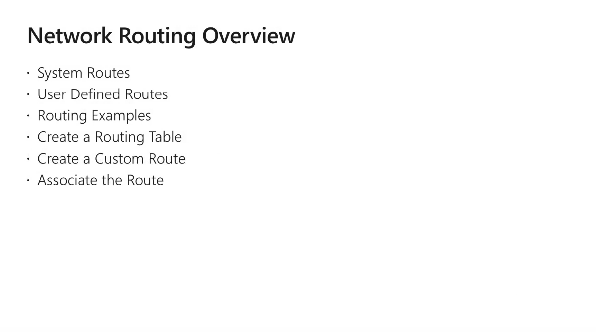 Network Routing Overview
· System Routes
· User Defined Routes
· Routing Examples
· Create a Routing Table
· Create a Custom Route
· Associate the Route